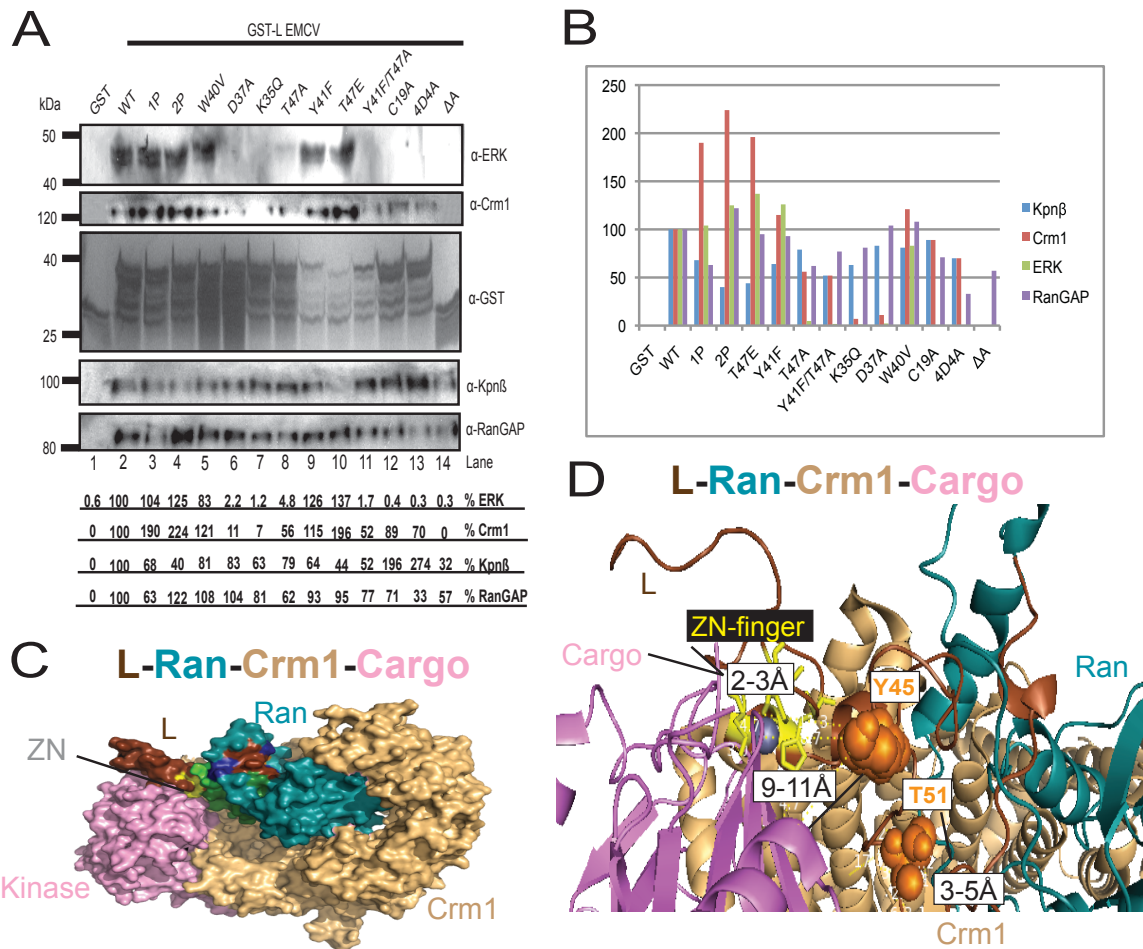 A
GST-L EMCV
kDa
GST WT 1P 2P W40V D37A K35Q T47A Y41F T47E Y41F/T47A C19A 4D4A ΔA
50
40
α-ERK
120
α-Crm1
40
25
α-GST
100
α-Kpnβ
80
α-RanGAP
1 2 3 4 5 6 7 8 9 10 11 12 13 14 Lane
0.6 100 104 125 83 2.2 1.2 4.8 126 137 1.7 0.4 0.3 0.3 % ERK
0 100 190 224 121 11 7 56 115 196 52 89 70 0 % Crm1
0 100 68 40 81 83 63 79 64 44 52 196 274 32 % Kpnβ
0 100 63 122 108 104 81 62 93 95 77 71 33 57 % RanGAP
B
250
200
150
100
50
0
GST WT 1P 2P T47E Y41F T47A Y41F/T47A K35Q D37A W40V C19A 4D4A ΔA
Kpnβ
Crm1
ERK
RanGAP
C
L-Ran-Crm1-Cargo
L
Ran
ZN
Kinase
Crm1
D
L-Ran-Crm1-Cargo
L
ZN-finger
Cargo
2-3Å
Y45
Ran
9-11Å
T51
3-5Å
Crm1